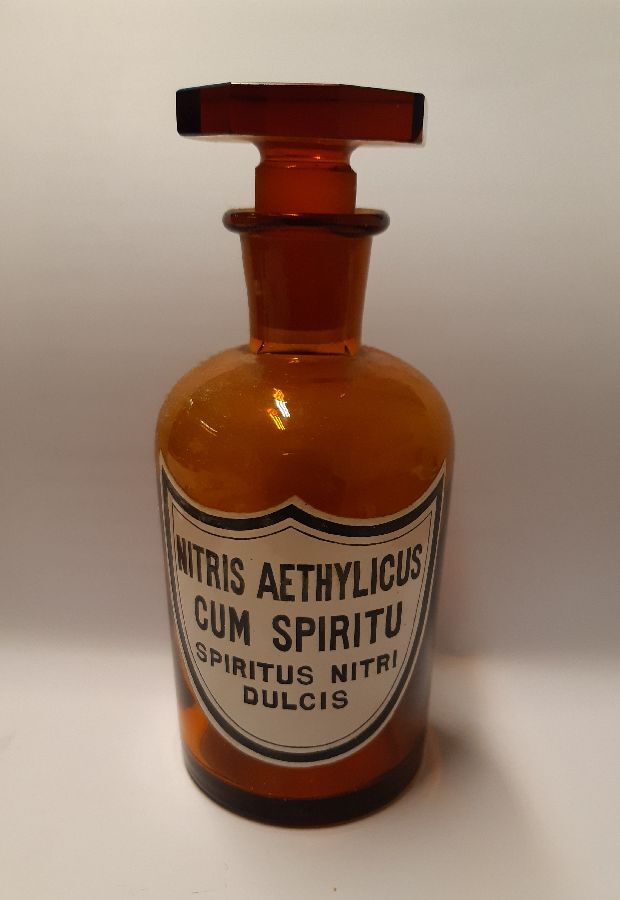 NITRIS AETHYLICUS
CUM SPIRITU
SPIRITUS NITRI
DULCIS